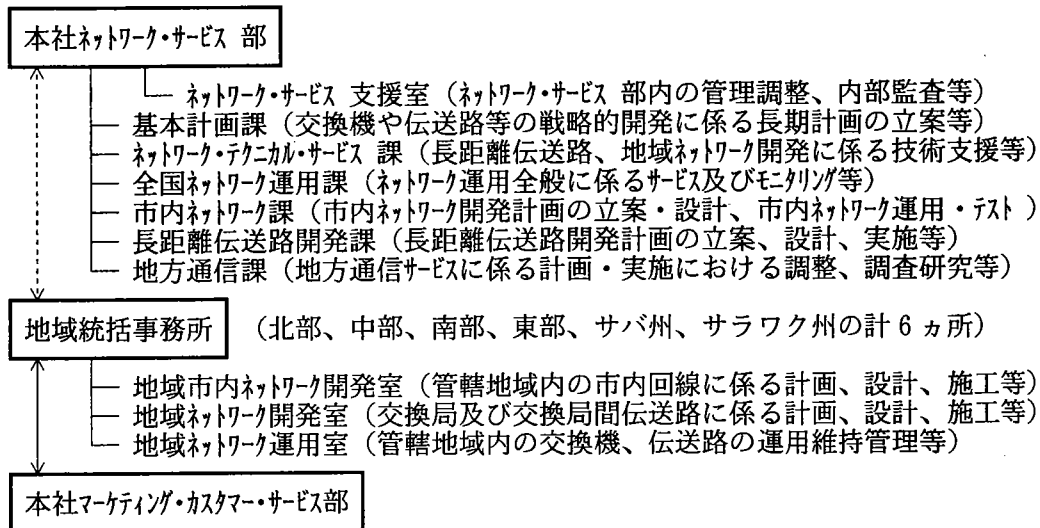 本社ﾈｯﾄﾜｰｸ・ｻｰﾋﾞｽ 部
ﾈｯﾄﾜｰｸ・ｻｰﾋﾞｽ 支援室（ﾈｯﾄﾜｰｸ・ｻｰﾋﾞｽ 部内の管理調整、内部監査等）
基本計画課（交換機や伝送路等の戦略的開発に係る長期計画の立案等）
ﾈｯﾄﾜｰｸ・ﾃｸﾆｶﾙ・ｻｰﾋﾞｽ 課（長距離伝送路、地域ﾈｯﾄﾜｰｸ開発に係る技術支援等）
全国ﾈｯﾄﾜｰｸ運用課（ﾈｯﾄﾜｰｸ運用全般に係るｻｰﾋﾞｽ及びﾓﾆﾀﾘﾝｸﾞ等）
市内ﾈｯﾄﾜｰｸ課（市内ﾈｯﾄﾜｰｸ開発計画の立案・設計、市内ﾈｯﾄﾜｰｸ運用・ﾃｽﾄ ）
長距離伝送路開発課（長距離伝送路開発計画の立案、設計、実施等）
地方通信課（地方通信ｻｰﾋﾞｽに係る計画・実施における調整、調査研究等）
地域統括事務所 （北部、中部、南部、東部、サバ州、サラワク州の計６ヵ所）
地域市内ﾈｯﾄﾜｰｸ開発室（管轄地域内の市内回線に係る計画、設計、施工等）
地域ﾈｯﾄﾜｰｸ開発室（交換局及び交換局間伝送路に係る計画、設計、施工等）
地域ﾈｯﾄﾜｰｸ運用室（管轄地域内の交換機、伝送路の運用維持管理等）
本社ﾏｰｹﾃｨﾝｸﾞ・ｶｽﾀﾏｰ・ｻｰﾋﾞｽ部